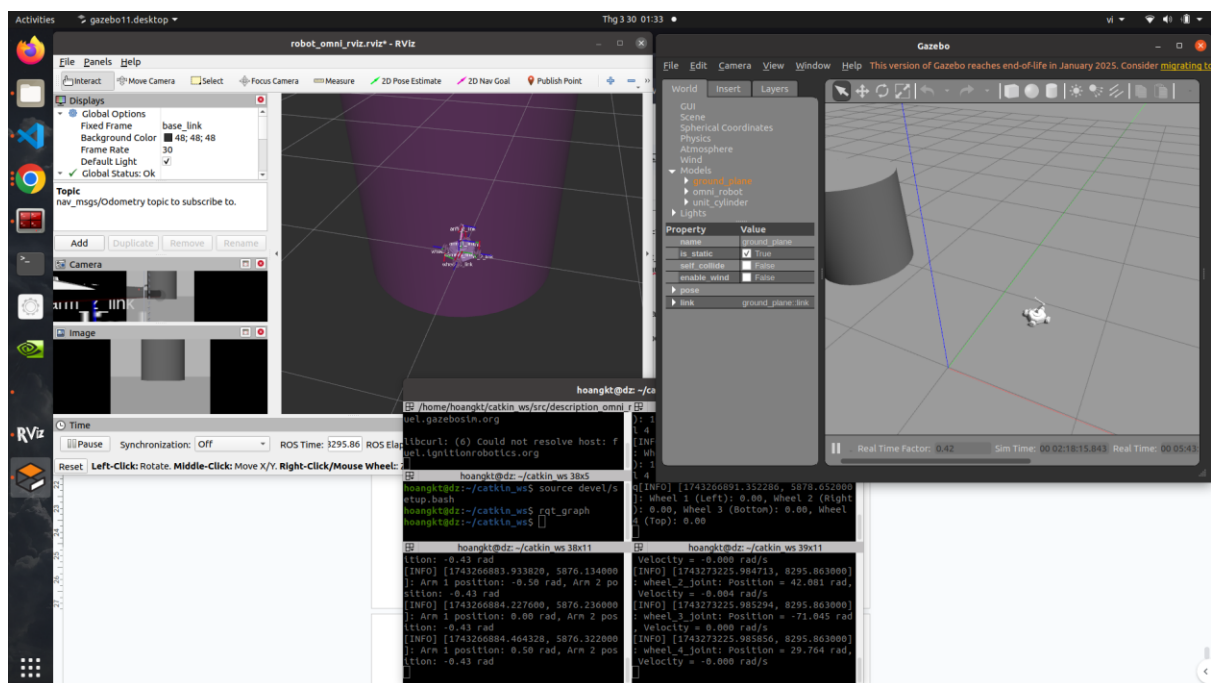 Activities
gazebo11.desktop
Thg 3 30 01:33
vi
robot_omni_rviz.rviz* - RViz
File Panels Help
Interact Move Camera Select Focus Camera Measure 2D Pose Estimate 2D Nav Goal Publish Point
Displays
Global Options
Fixed Frame base_link
Background Color 48; 48; 48
Frame Rate 30
Default Light
Global Status: Ok
Topic
nav_msgs/Odometry topic to subscribe to.
Add Duplicate Remove Rename
Camera
arm_2_link
Image
Time
Pause Synchronization: Off ROS Time: 3295.86 ROS Elap
Reset Left-Click: Rotate. Middle-Click: Move X/Y. Right-Click/Mouse Wheel:
RViz
Gazebo
File Edit Camera View Window Help This version of Gazebo reaches end-of-life in January 2025. Consider migrating to
World Insert Layers
GUI
Scene
Spherical Coordinates
Physics
Atmosphere
Wind
Models
ground_plane
omni_robot
unit_cylinder
Lights
Property Value
name ground_plane
is_static True
self_collide False
enable_wind False
pose
link ground_plane::link
Real Time Factor: 0.42 Sim Time: 00 02:18:15.843 Real Time: 00 05:43
hoangkt@dz: ~/ca
/home/hoangkt/catkin_ws/src/description_omni_r
uel.gazebosim.org
libcurl: (6) Could not resolve host: f
uel.ignitionrobotics.org
): 1
l 4
[INF
: Wh
): 1
l 4
hoangkt@dz: ~/catkin_ws 38x5
hoangkt@dz:~/catkin_ws$ source devel/s
etup.bash
hoangkt@dz:~/catkin_ws$ rqt_graph
hoangkt@dz:~/catkin_ws$
q[INFO] [1743266891.352286, 5878.652000
]: Wheel 1 (Left): 0.00, Wheel 2 (Right
): 0.00, Wheel 3 (Bottom): 0.00, Wheel
4 (Top): 0.00
hoangkt@dz: ~/catkin_ws 38x11
ition: -0.43 rad
[INFO] [1743266883.933820, 5876.134000
]: Arm 1 position: -0.50 rad, Arm 2 po
sition: -0.43 rad
[INFO] [1743266884.227600, 5876.236000
]: Arm 1 position: 0.00 rad, Arm 2 pos
ition: -0.43 rad
[INFO] [1743266884.464328, 5876.322000
]: Arm 1 position: 0.50 rad, Arm 2 pos
ition: -0.43 rad
hoangkt@dz: ~/catkin_ws 39x11
Velocity = -0.000 rad/s
[INFO] [1743273225.984713, 8295.863000]
: wheel_2_joint: Position = 42.081 rad,
Velocity = -0.004 rad/s
[INFO] [1743273225.985294, 8295.863000]
: wheel_3_joint: Position = -71.045 rad
, Velocity = 0.000 rad/s
[INFO] [1743273225.985856, 8295.863000]
: wheel_4_joint: Position = 29.764 rad,
Velocity = -0.000 rad/s